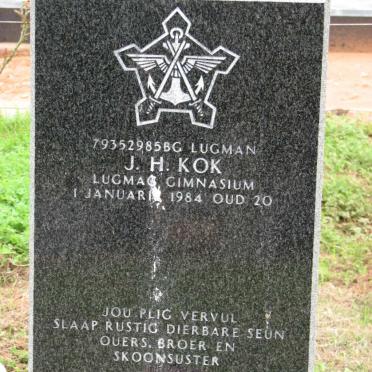 79352985BG LUGMAN
J. H. KOK
LUGMAG GIMNASIUM
1 JANUARIE 1984 OUD 20
JOU PLIG VERVUL
SLAAP RUSTIG DIERBARE SEUN
OUERS, BROER EN
SKOONSUSTER